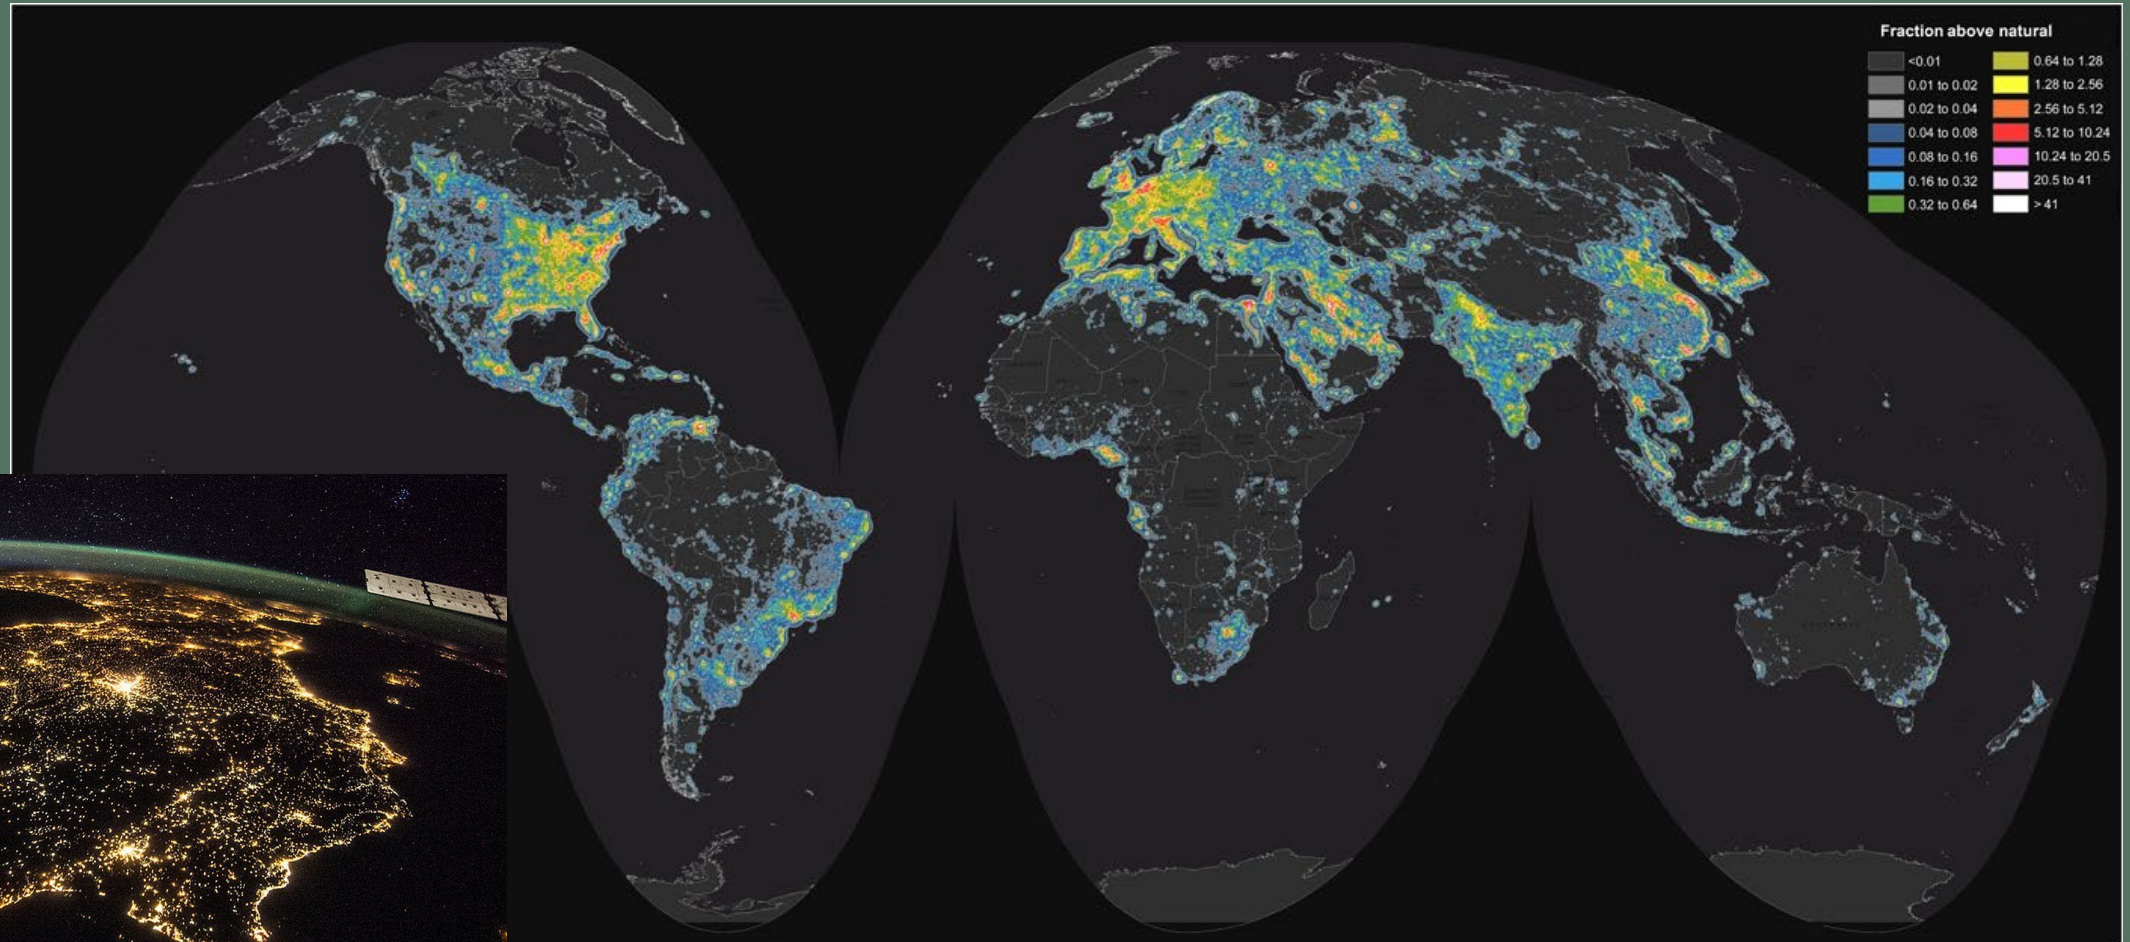 Fraction above natural
<0.01
0.01 to 0.02
0.02 to 0.04
0.04 to 0.08
0.08 to 0.16
0.16 to 0.32
0.32 to 0.64
0.64 to 1.28
1.28 to 2.56
2.56 to 5.12
5.12 to 10.24
10.24 to 20.5
20.5 to 41
> 41